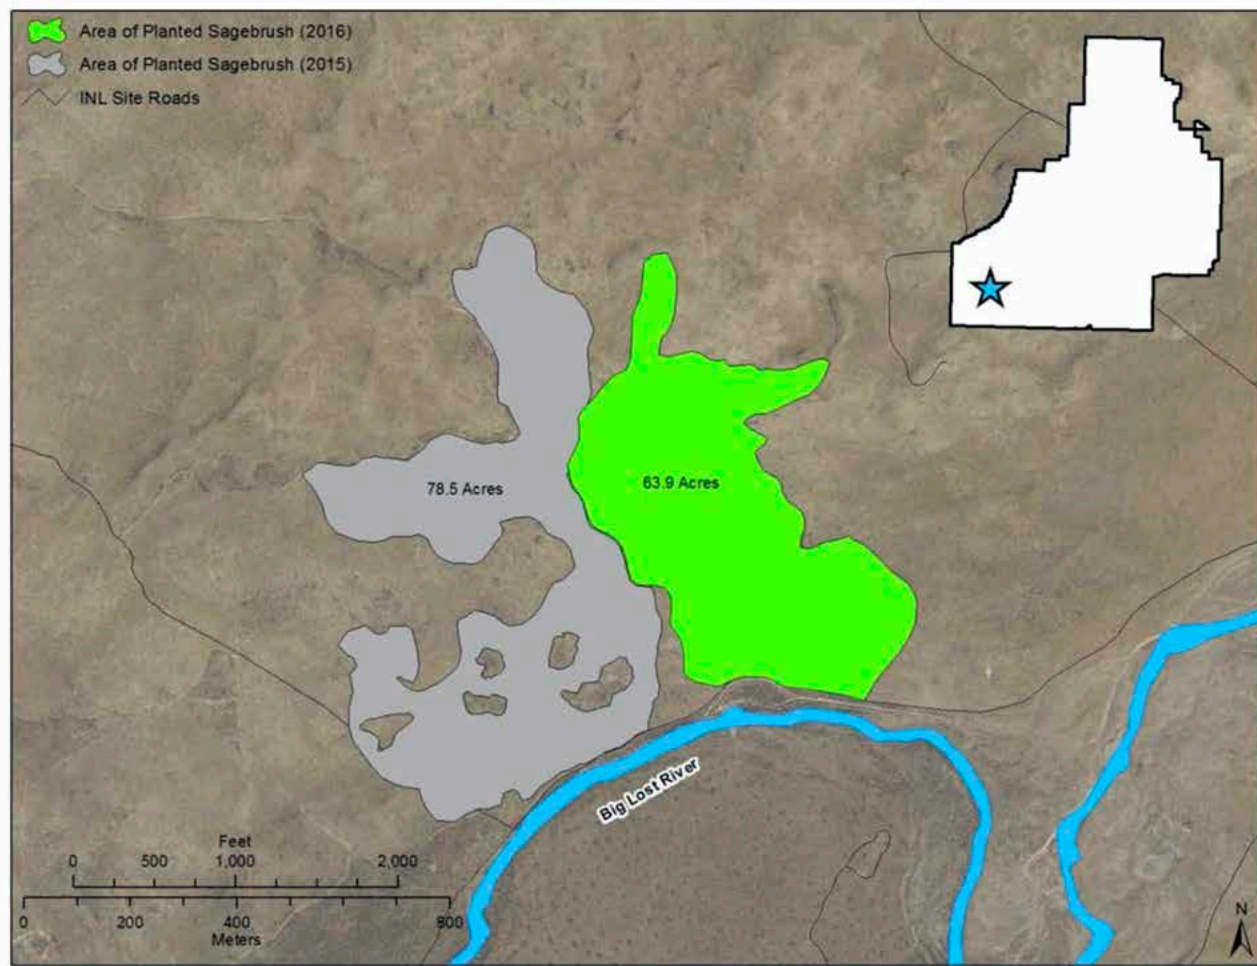 Area of Planted Sagebrush (2016)
Area of Planted Sagebrush (2015)
INL Site Roads
78.5 Acres
63.9 Acres
Big Lost River
Feet
0 500 1,000 2,000
0 200 400 800
Meters
N